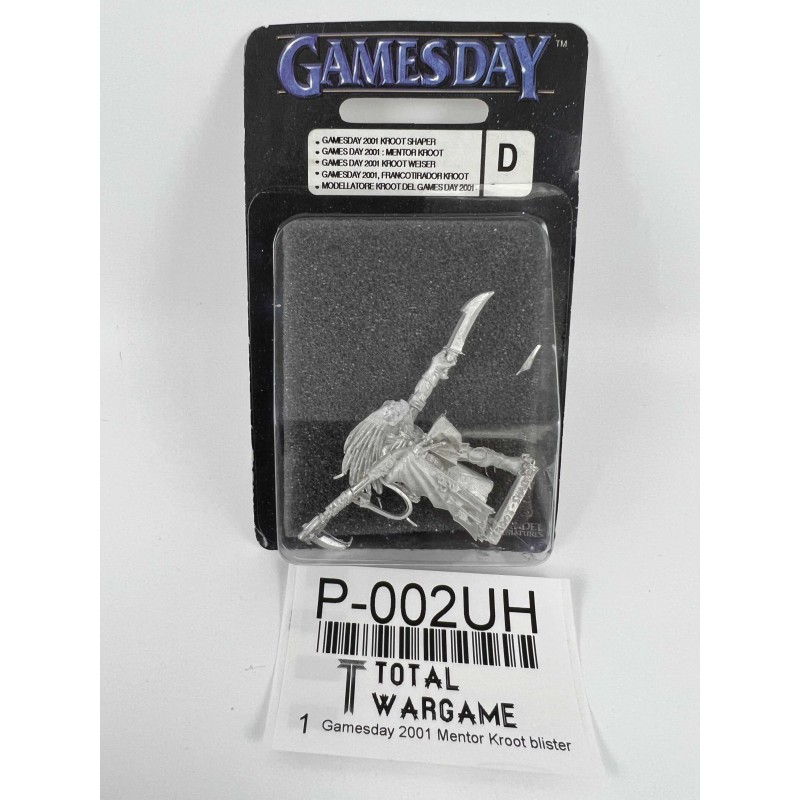 GAMESDAY™
• GAMESDAY 2001 KROOT SHAPER
• GAMES DAY 2001 : MENTOR KROOT
• GAMES DAY 2001 KROOT WEISER
• GAMESDAY 2001, FRANCOTIRADOR KROOT
• MODELLATORE KROOT DEL GAMES DAY 2001
D
P-002UH
TOTAL
WARGAME
1 Gamesday 2001 Mentor Kroot blister